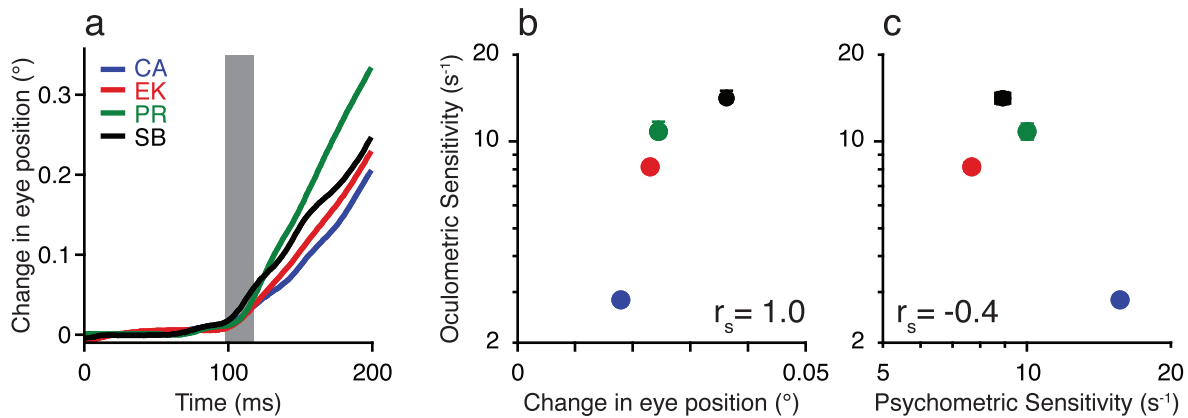 a
Change in eye position (°)
0.3
0.2
0.1
0
CA
EK
PR
SB
0
100
200
Time (ms)
b
Oculometric Sensitivity (s-1)
20
10
2
rs= 1.0
0
0.05
Change in eye position (°)
c
20
10
2
rs= -0.4
5
10
20
Psychometric Sensitivity (s-1)